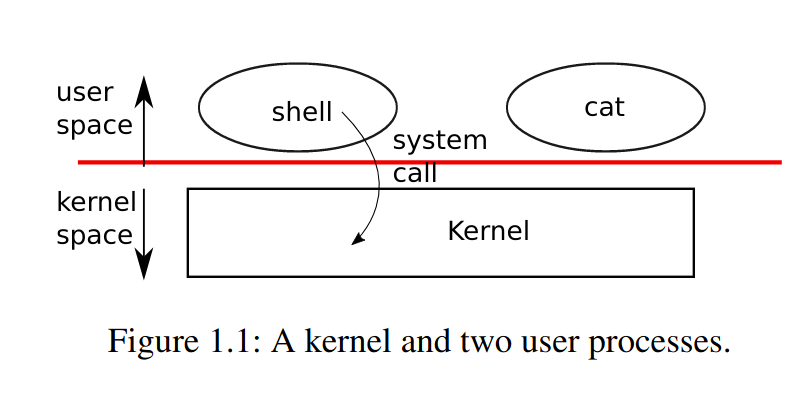 user
space
shell
cat
system
call
kernel
space
Kernel
Figure 1.1: A kernel and two user processes.